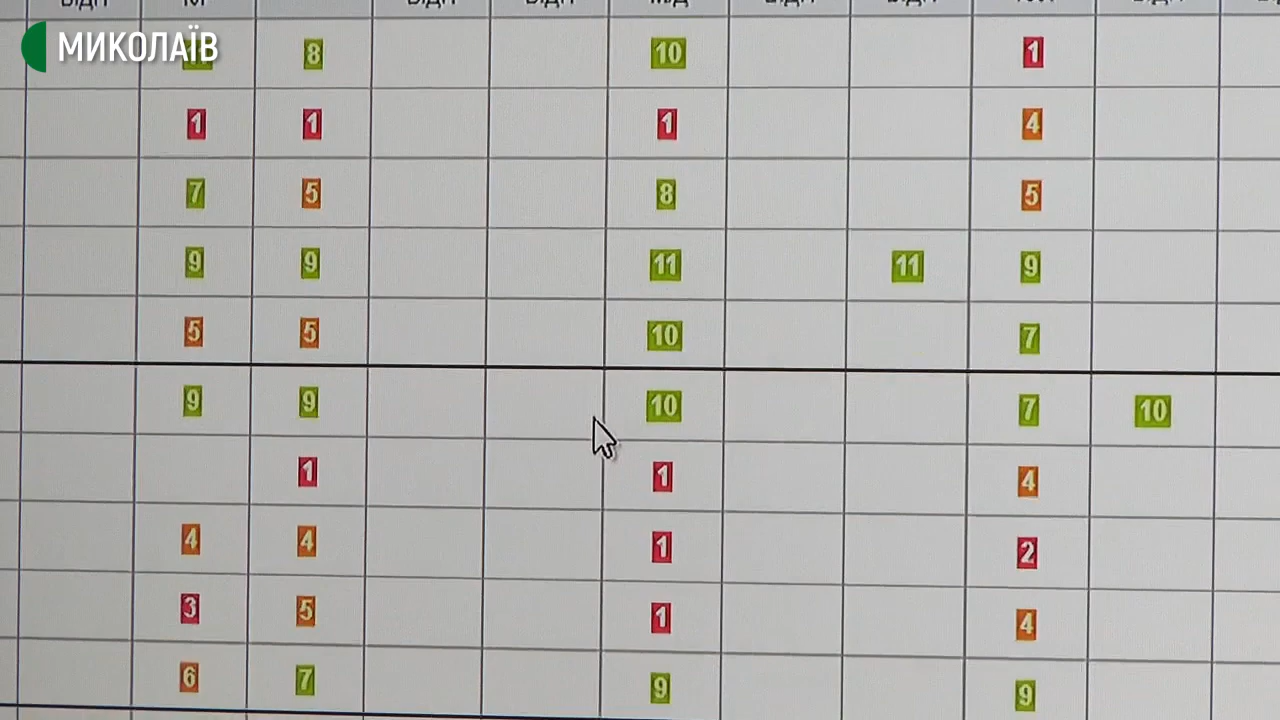 МИКОЛАЇВ
8 10 1
1 1 1 4
7 5 8 5
9 9 11 11 9
5 5 10 7
9 9 10 7 10
1 1 4
4 4 1 2
3 5 1 4
6 7 9 9